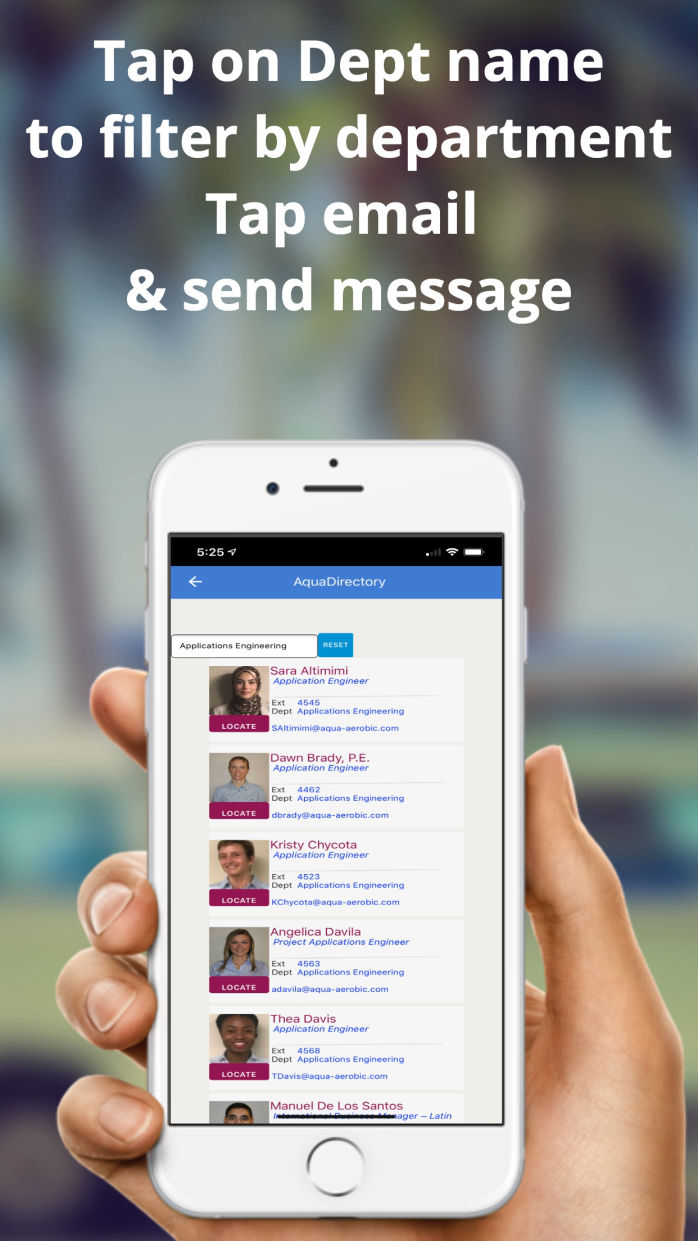 Tap on Dept name
to filter by department
Tap email
& send message
5:25
AquaDirectory
Applications Engineering RESET
Sara Altimimi
Application Engineer
Ext 4545
Dept Applications Engineering
LOCATE
SAltimimi@aqua-aerobic.com
Dawn Brady, P.E.
Application Engineer
Ext 4462
Dept Applications Engineering
LOCATE
dbrady@aqua-aerobic.com
Kristy Chycota
Application Engineer
Ext 4523
Dept Applications Engineering
LOCATE
KChycota@aqua-aerobic.com
Angelica Davila
Project Applications Engineer
Ext 4563
Dept Applications Engineering
LOCATE
adavila@aqua-aerobic.com
Thea Davis
Application Engineer
Ext 4568
Dept Applications Engineering
LOCATE
TDavis@aqua-aerobic.com
Manuel De Los Santos
International Business Manager – Latin